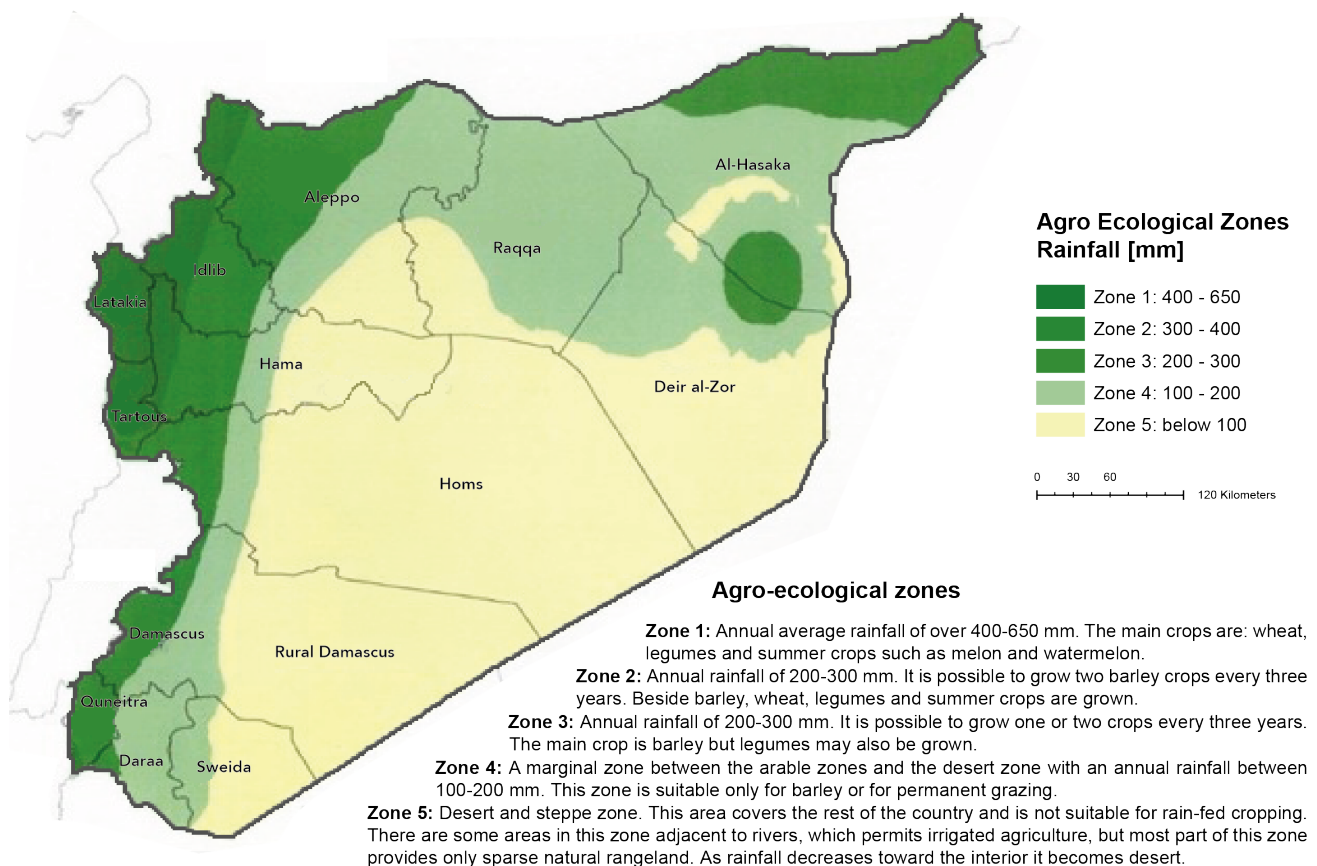 Al-Hasaka
Aleppo
Raqqa
Idlib
Latakia
Hama
Deir al-Zor
Tartous
Homs
Damascus
Rural Damascus
Quneitra
Daraa
Sweida
Agro Ecological Zones
Rainfall [mm]
Zone 1: 400 - 650
Zone 2: 300 - 400
Zone 3: 200 - 300
Zone 4: 100 - 200
Zone 5: below 100
0 30 60
120 Kilometers
Agro-ecological zones
Zone 1: Annual average rainfall of over 400-650 mm. The main crops are: wheat,
legumes and summer crops such as melon and watermelon.
Zone 2: Annual rainfall of 200-300 mm. It is possible to grow two barley crops every three
years. Beside barley, wheat, legumes and summer crops are grown.
Zone 3: Annual rainfall of 200-300 mm. It is possible to grow one or two crops every three years.
The main crop is barley but legumes may also be grown.
Zone 4: A marginal zone between the arable zones and the desert zone with an annual rainfall between
100-200 mm. This zone is suitable only for barley or for permanent grazing.
Zone 5: Desert and steppe zone. This area covers the rest of the country and is not suitable for rain-fed cropping.
There are some areas in this zone adjacent to rivers, which permits irrigated agriculture, but most part of this zone
provides only sparse natural rangeland. As rainfall decreases toward the interior it becomes desert.